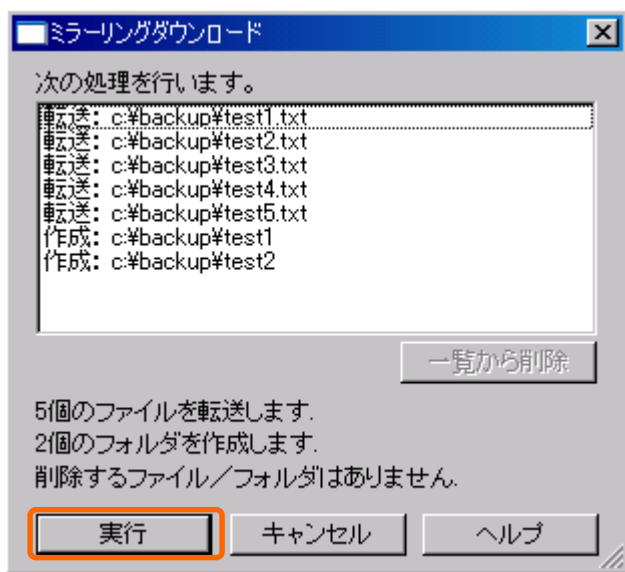 ミラーリングダウンロード
次の処理を行います。
転送: c:¥backup¥test1.txt
転送: c:¥backup¥test2.txt
転送: c:¥backup¥test3.txt
転送: c:¥backup¥test4.txt
転送: c:¥backup¥test5.txt
作成: c:¥backup¥test1
作成: c:¥backup¥test2
一覧から削除
5個のファイルを転送します.
2個のフォルダを作成します.
削除するファイル／フォルダはありません.
実行 キャンセル ヘルプ